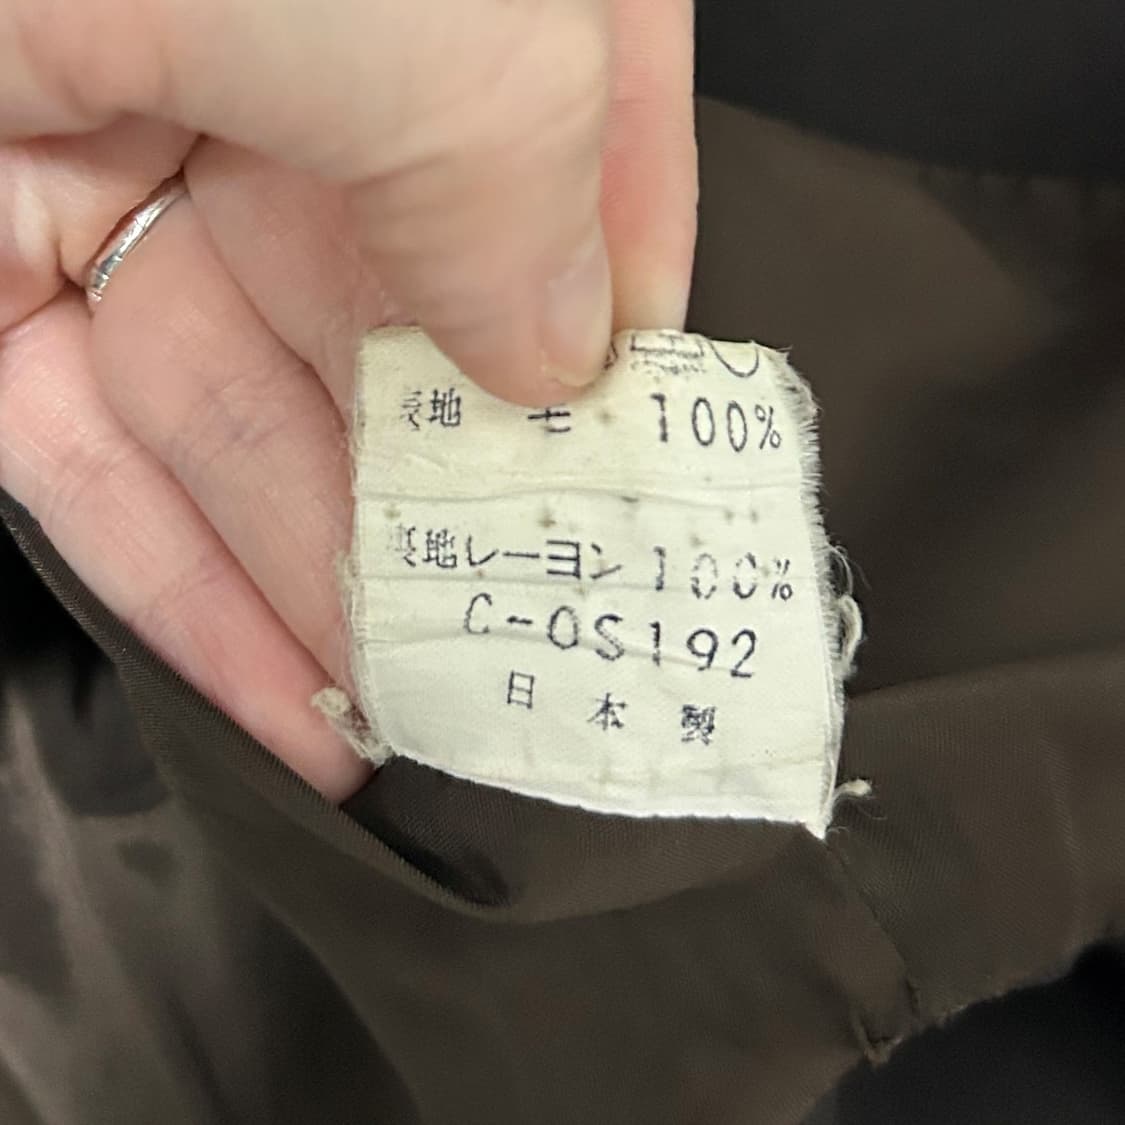 表地 毛 100%
裏地レーヨン 100%
C-OS192
日本製